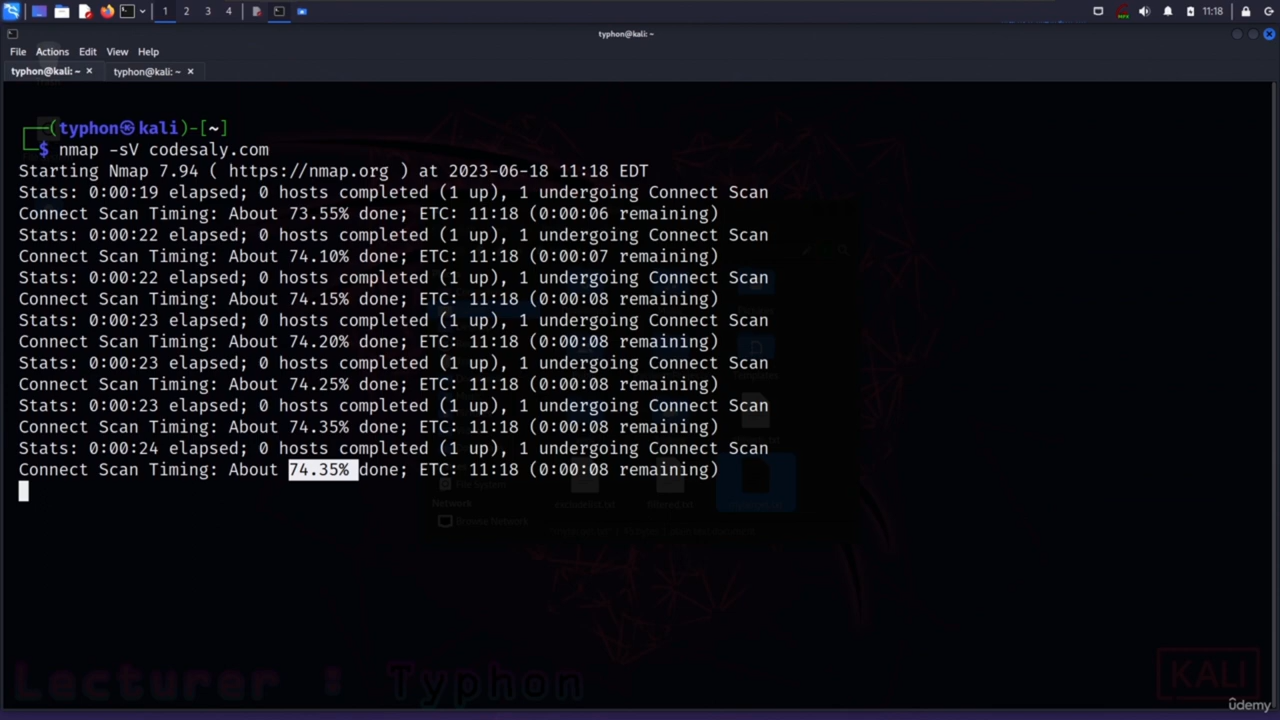 1 2 3 4 11:18
typhon@kali: ~
File Actions Edit View Help
typhon@kali: ~ × typhon@kali: ~ ×
┌──(typhon㉿kali)-[~]
└─$ nmap -sV codesaly.com
Starting Nmap 7.94 ( https://nmap.org ) at 2023-06-18 11:18 EDT
Stats: 0:00:19 elapsed; 0 hosts completed (1 up), 1 undergoing Connect Scan
Connect Scan Timing: About 73.55% done; ETC: 11:18 (0:00:06 remaining)
Stats: 0:00:22 elapsed; 0 hosts completed (1 up), 1 undergoing Connect Scan
Connect Scan Timing: About 74.10% done; ETC: 11:18 (0:00:07 remaining)
Stats: 0:00:22 elapsed; 0 hosts completed (1 up), 1 undergoing Connect Scan
Connect Scan Timing: About 74.15% done; ETC: 11:18 (0:00:08 remaining)
Stats: 0:00:23 elapsed; 0 hosts completed (1 up), 1 undergoing Connect Scan
Connect Scan Timing: About 74.20% done; ETC: 11:18 (0:00:08 remaining)
Stats: 0:00:23 elapsed; 0 hosts completed (1 up), 1 undergoing Connect Scan
Connect Scan Timing: About 74.25% done; ETC: 11:18 (0:00:08 remaining)
Stats: 0:00:23 elapsed; 0 hosts completed (1 up), 1 undergoing Connect Scan
Connect Scan Timing: About 74.35% done; ETC: 11:18 (0:00:08 remaining)
Stats: 0:00:24 elapsed; 0 hosts completed (1 up), 1 undergoing Connect Scan
Connect Scan Timing: About 74.35% done; ETC: 11:18 (0:00:08 remaining)
File System
Network
Browse Network
Lecturer : Typhon
KALI
ûdemy